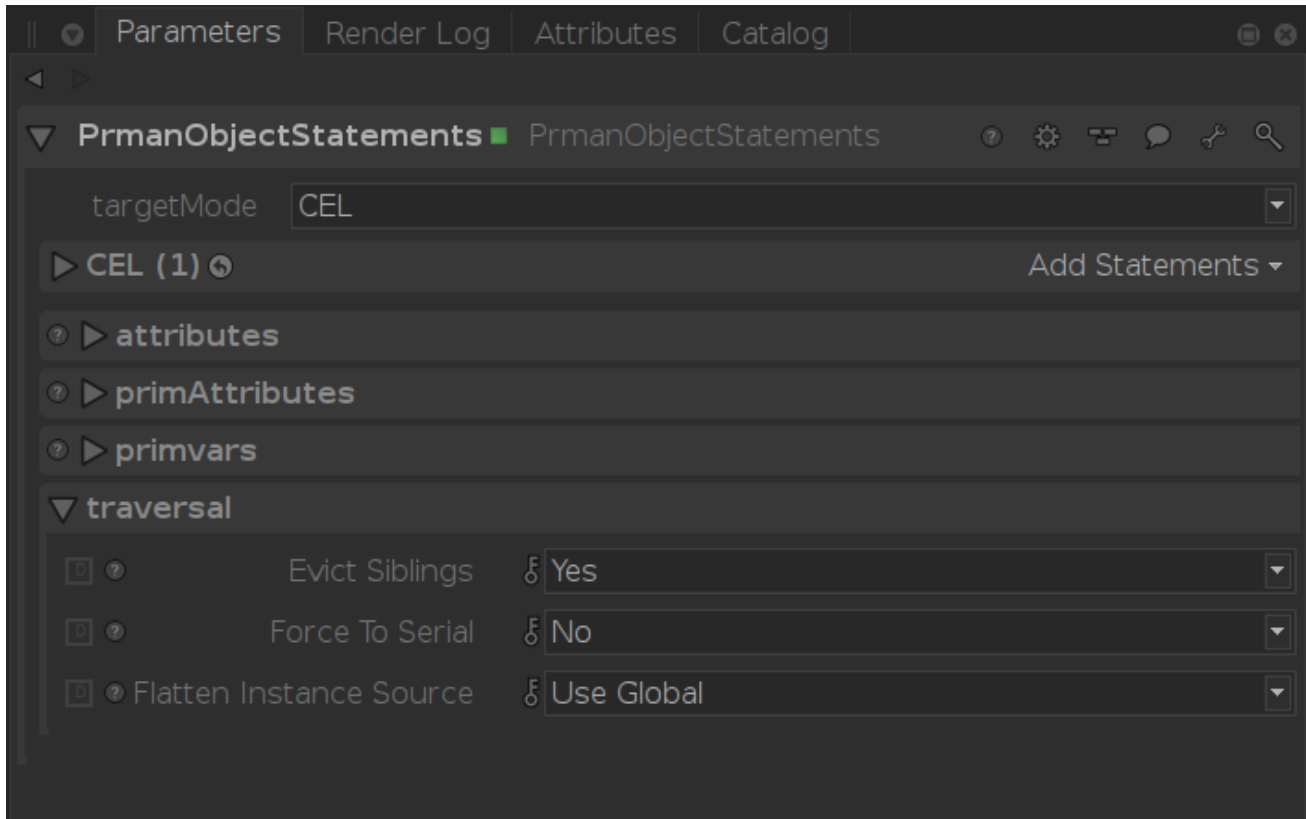 Parameters Render Log Attributes Catalog
PrmanObjectStatements PrmanObjectStatements ?
targetMode CEL
CEL (1) Add Statements
? attributes
? primAttributes
? primvars
traversal
D ? Evict Siblings Yes
D ? Force To Serial No
D ? Flatten Instance Source Use Global